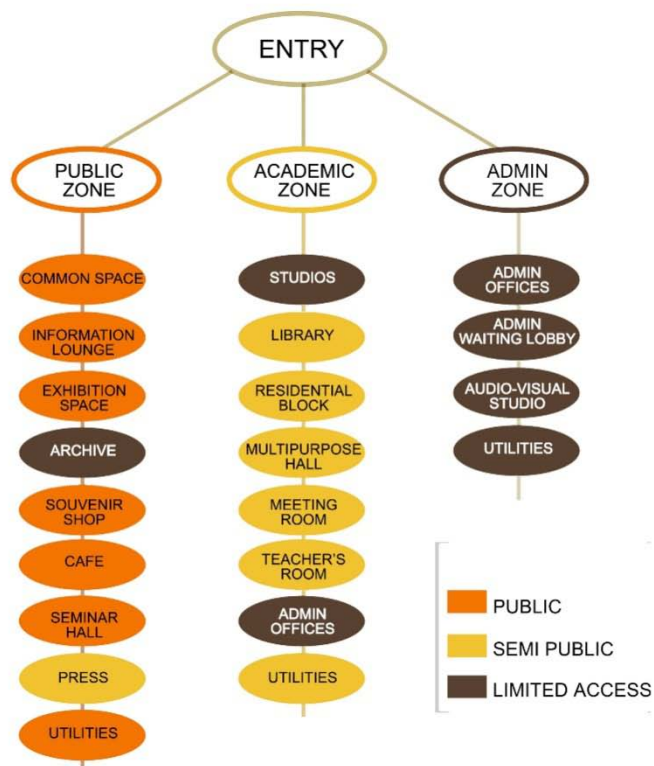 ENTRY
PUBLIC
ZONE
COMMON SPACE
INFORMATION
LOUNGE
EXHIBITION
SPACE
ARCHIVE
SOUVENIR
SHOP
CAFE
SEMINAR
HALL
PRESS
UTILITIES
ACADEMIC
ZONE
STUDIOS
LIBRARY
RESIDENTIAL
BLOCK
MULTIPURPOSE
HALL
MEETING
ROOM
TEACHER'S
ROOM
ADMIN
OFFICES
UTILITIES
ADMIN
ZONE
ADMIN
OFFICES
ADMIN
WAITING LOBBY
AUDIO-VISUAL
STUDIO
UTILITIES
PUBLIC
SEMI PUBLIC
LIMITED ACCESS